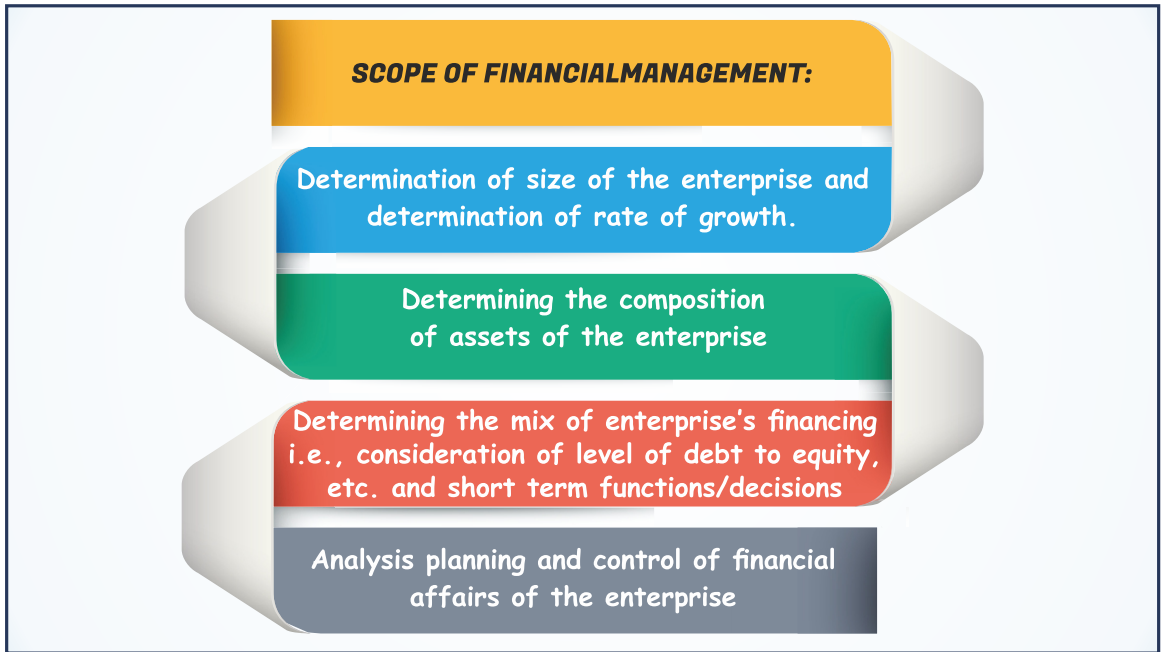 SCOPE OF FINANCIALMANAGEMENT:
Determination of size of the enterprise and
determination of rate of growth.
Determining the composition
of assets of the enterprise
Determining the mix of enterprise’s financing
i.e., consideration of level of debt to equity,
etc. and short term functions/decisions
Analysis planning and control of financial
affairs of the enterprise